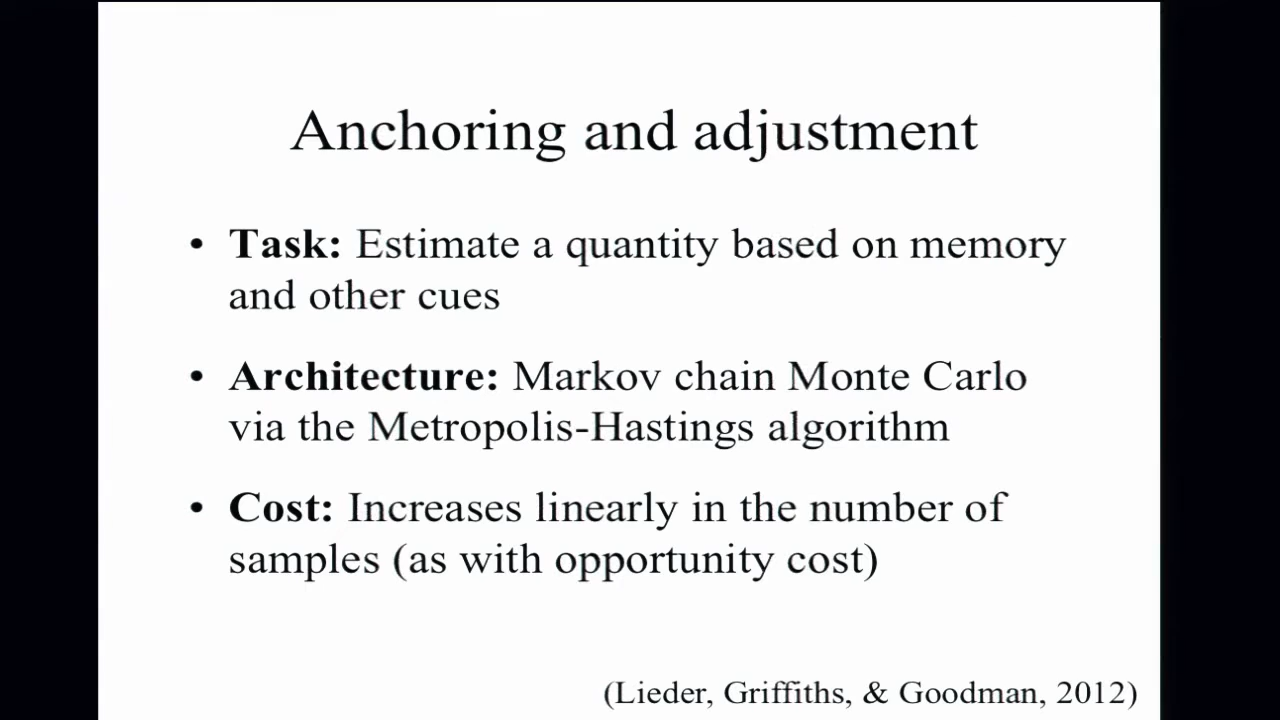 Anchoring and adjustment
• Task: Estimate a quantity based on memory
and other cues
• Architecture: Markov chain Monte Carlo
via the Metropolis-Hastings algorithm
• Cost: Increases linearly in the number of
samples (as with opportunity cost)
(Lieder, Griffiths, & Goodman, 2012)